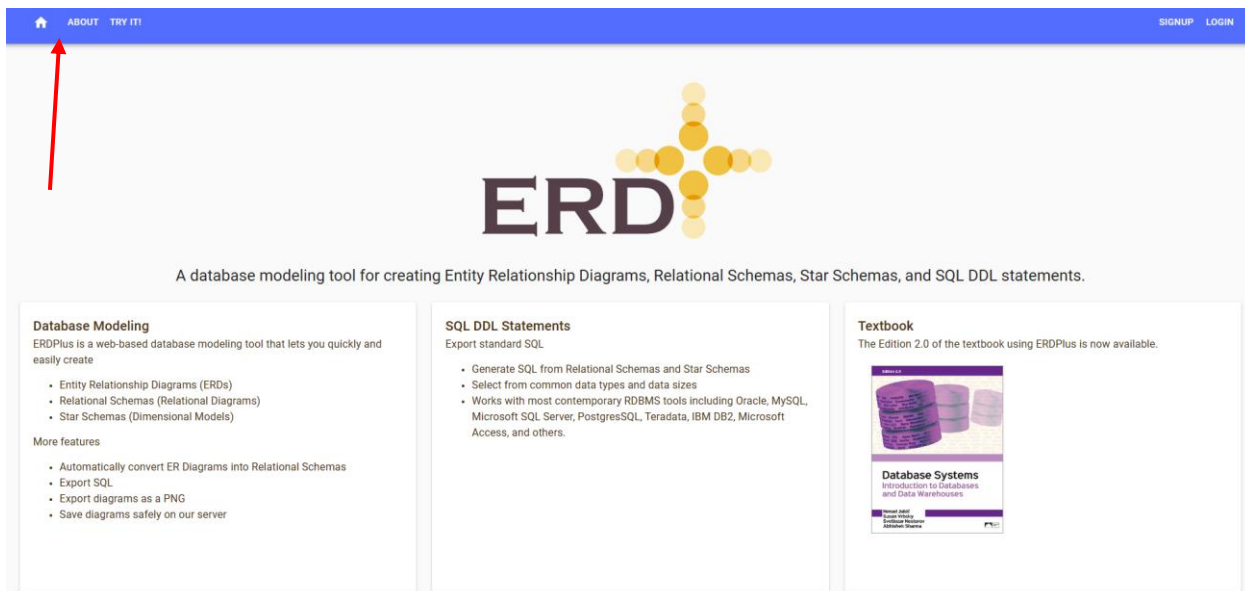 ABOUT TRY IT! SIGNUP LOGIN
ERD
A database modeling tool for creating Entity Relationship Diagrams, Relational Schemas, Star Schemas, and SQL DDL statements.
Database Modeling
ERDPlus is a web-based database modeling tool that lets you quickly and
easily create
• Entity Relationship Diagrams (ERDs)
• Relational Schemas (Relational Diagrams)
• Star Schemas (Dimensional Models)
More features
• Automatically convert ER Diagrams into Relational Schemas
• Export SQL
• Export diagrams as a PNG
• Save diagrams safely on our server
SQL DDL Statements
Export standard SQL
• Generate SQL from Relational Schemas and Star Schemas
• Select from common data types and data sizes
• Works with most contemporary RDBMS tools including Oracle, MySQL,
Microsoft SQL Server, PostgresSQL, Teradata, IBM DB2, Microsoft
Access, and others.
Textbook
The Edition 2.0 of the textbook using ERDPlus is now available.
Edition 2.0
Database Systems
Introduction to Databases
and Data Warehouses